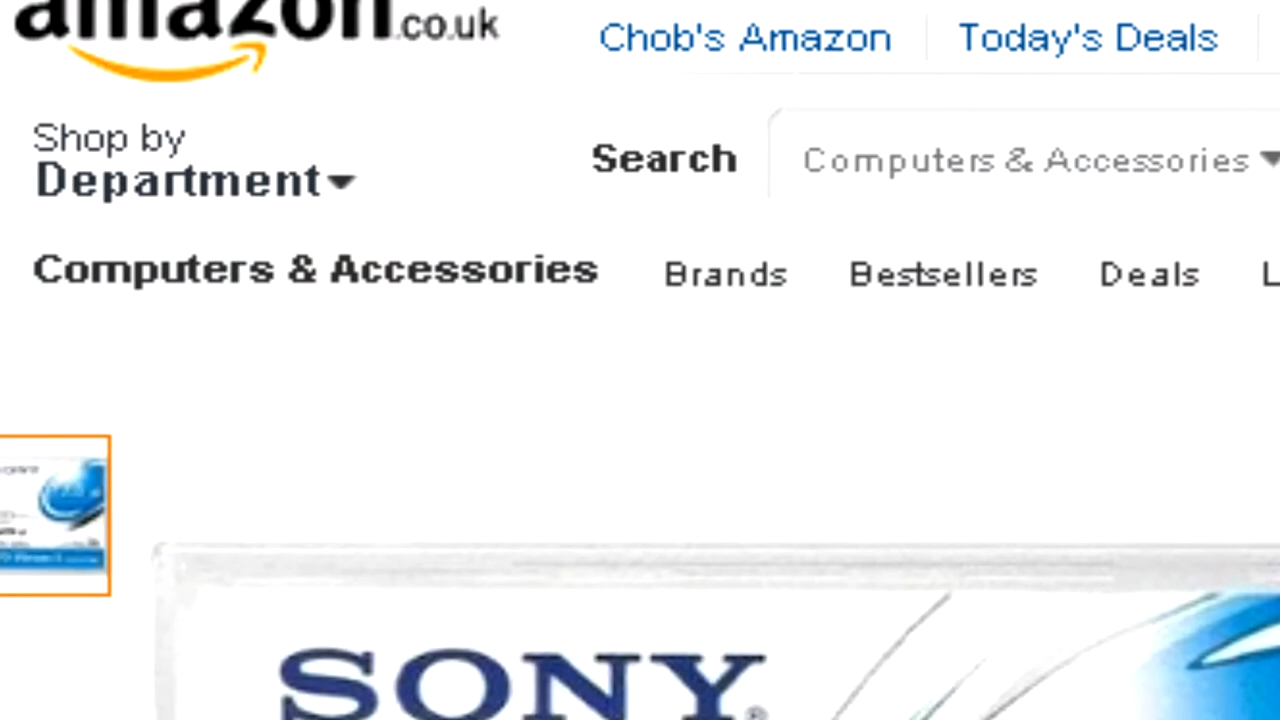 amazon.co.uk
Chob's Amazon
Today's Deals
Shop by
Department
Search
Computers & Accessories
Computers & Accessories
Brands
Bestsellers
Deals
L
SONY®